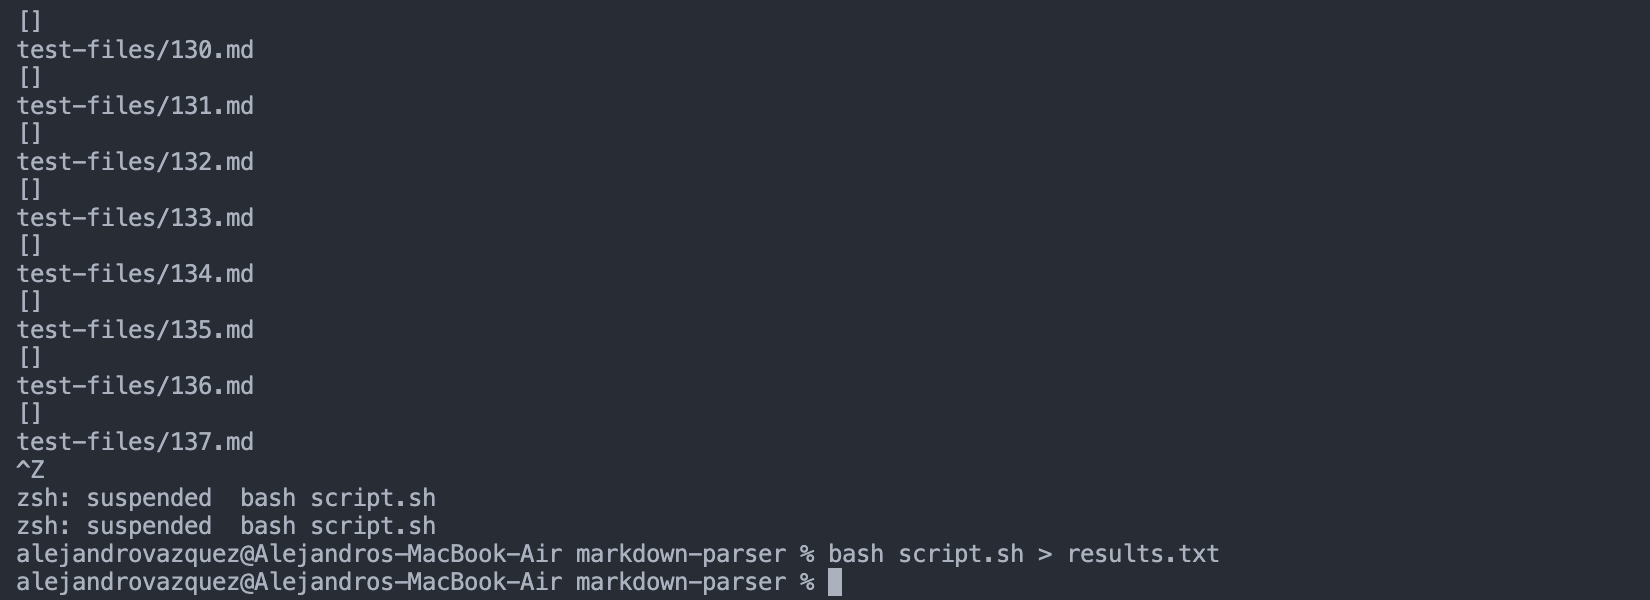 []
test-files/130.md
[]
test-files/131.md
[]
test-files/132.md
[]
test-files/133.md
[]
test-files/134.md
[]
test-files/135.md
[]
test-files/136.md
[]
test-files/137.md
^Z
zsh: suspended  bash script.sh
zsh: suspended  bash script.sh
alejandrovazquez@Alejandros-MacBook-Air markdown-parser % bash script.sh > results.txt
alejandrovazquez@Alejandros-MacBook-Air markdown-parser %